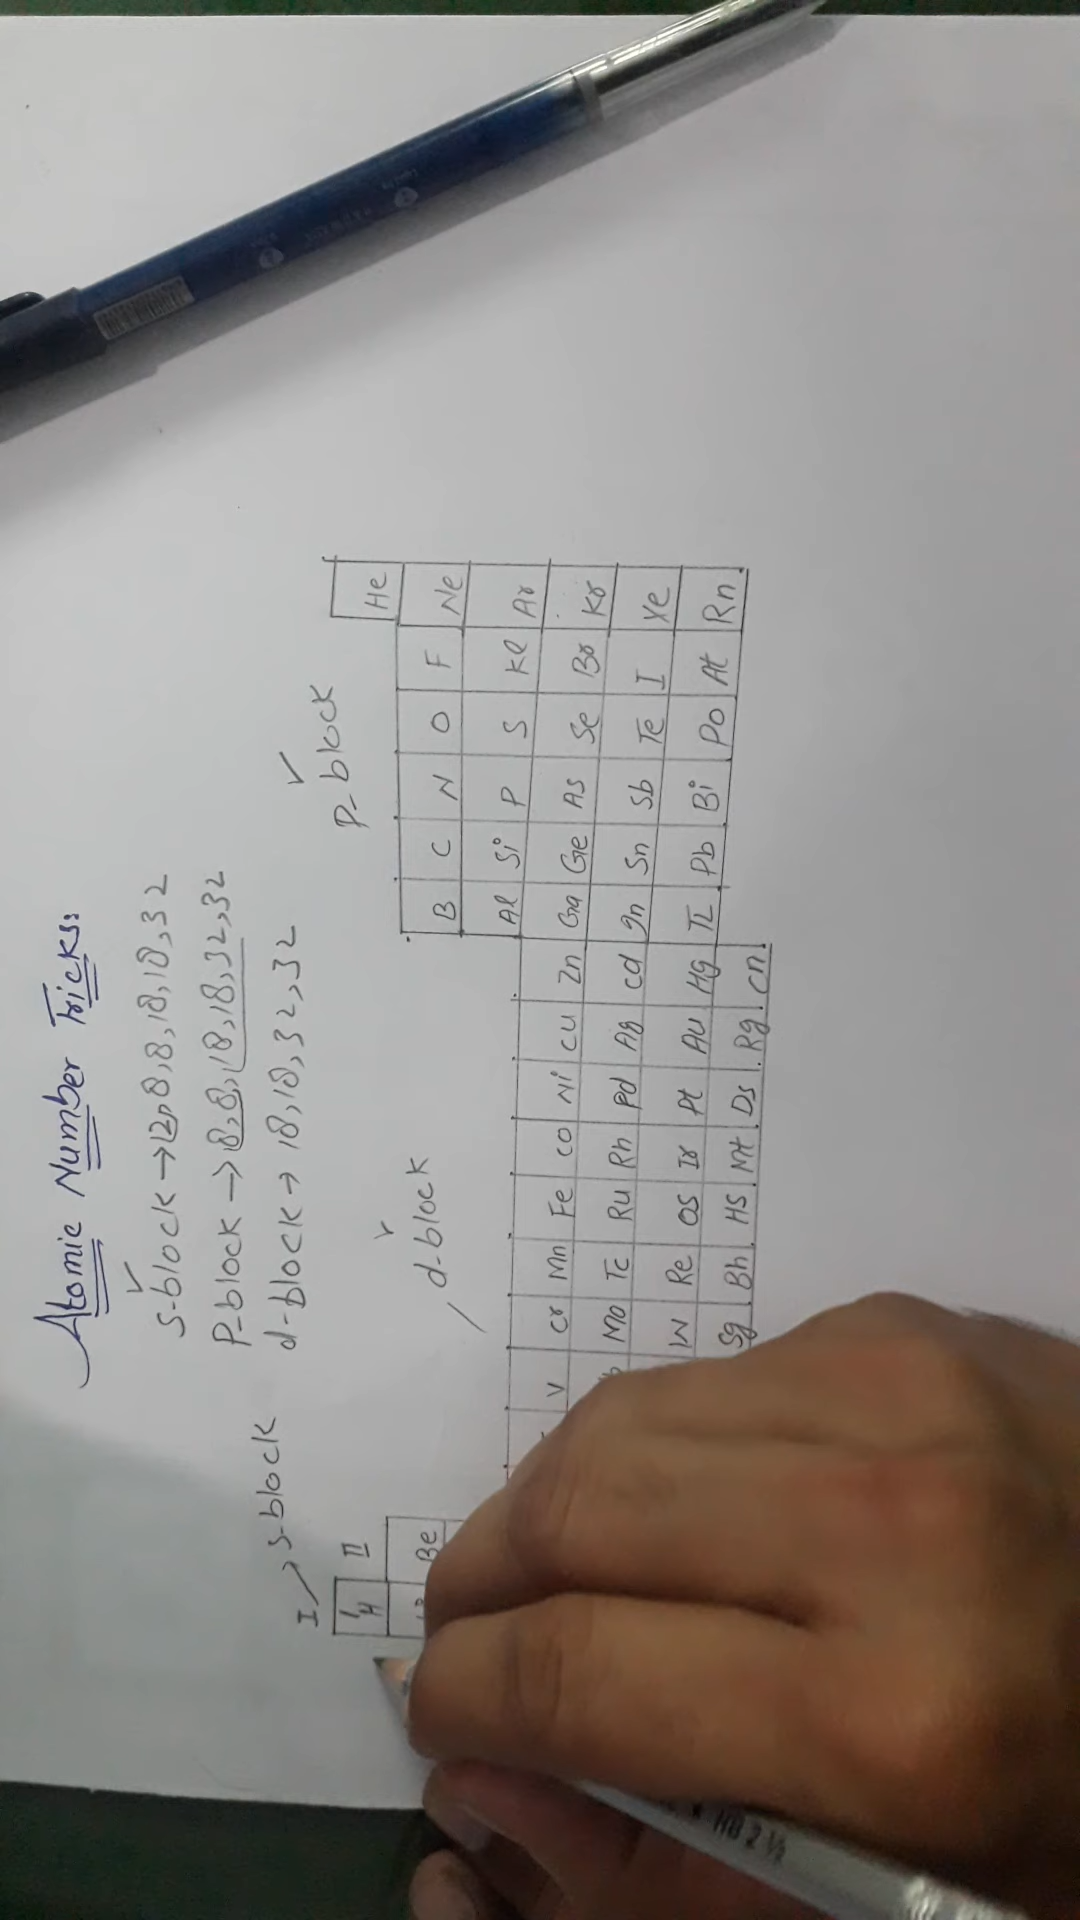 Atomic Number Tricks:
s-block → 2,8,8,18,18,32
P-block → 8,8,18,18,32,32
d-block → 18,18,32,32
I s-block
II
P-block
d-block
H He
Be B C N O F Ne
Al Si P S Kl Ar
V Cr Mn Fe Co Ni Cu Zn Ga Ge As Se Br Kr
Mo Tc Ru Rh Pd Ag Cd In Sn Sb Te I Xe
W Re Os Ir Pt Au Hg TL Pb Bi Po At Rn
Sg Bh HS Mt Ds Rg Cn
HB 2 ½